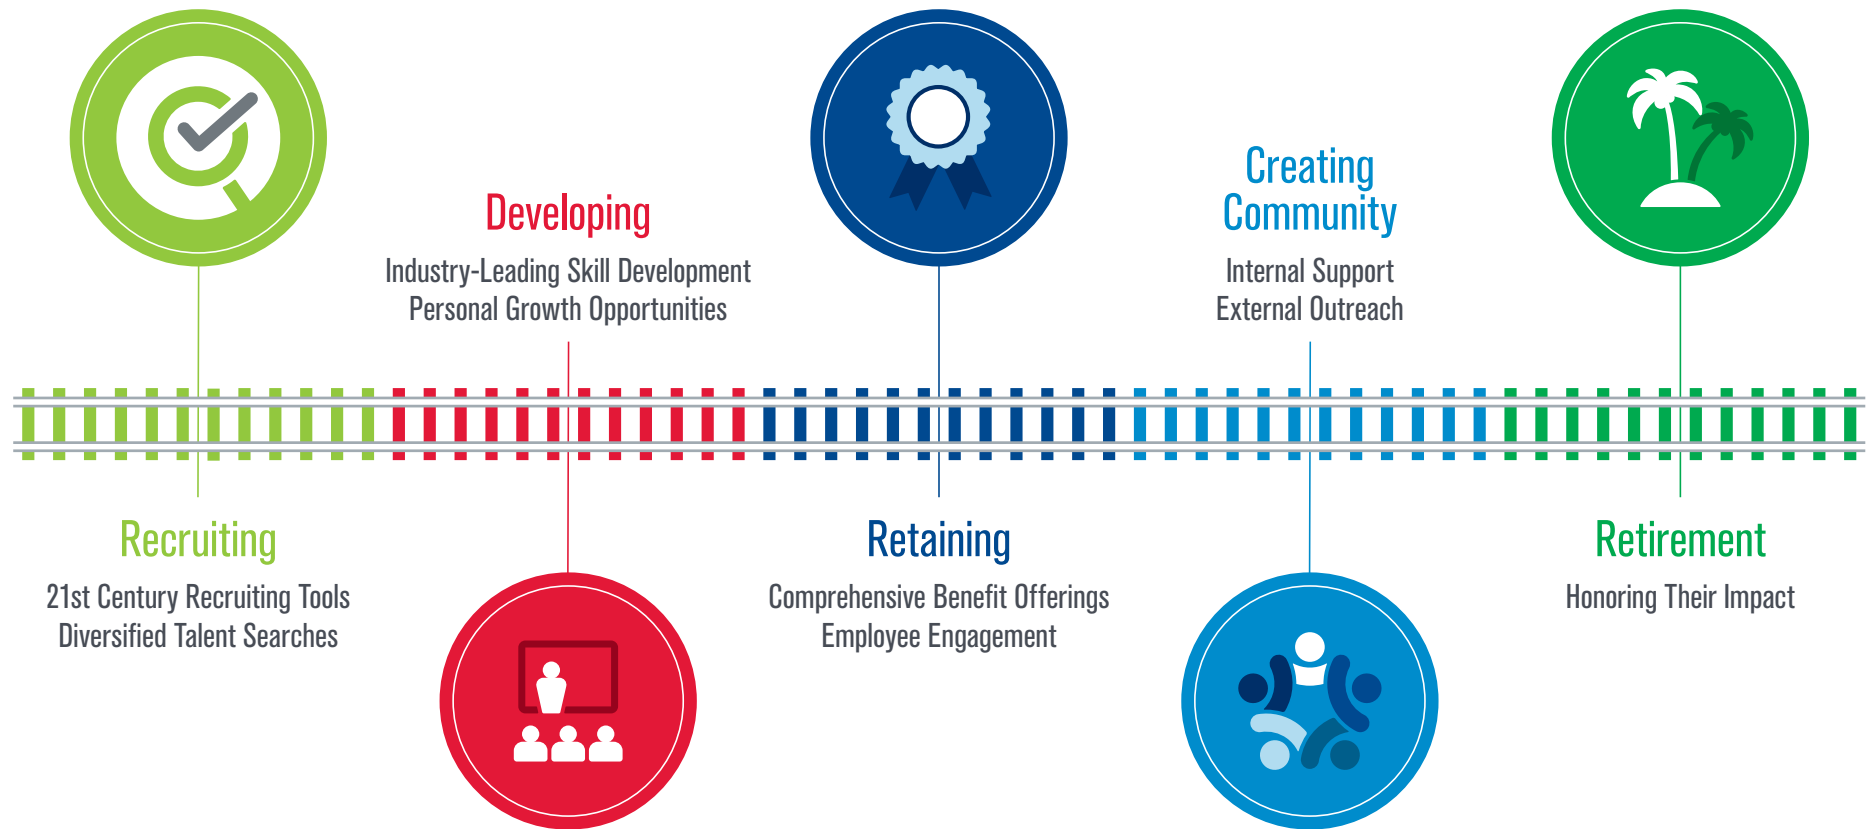 Recruiting
21st Century Recruiting Tools
Diversified Talent Searches
Developing
Industry-Leading Skill Development
Personal Growth Opportunities
Retaining
Comprehensive Benefit Offerings
Employee Engagement
Creating
Community
Internal Support
External Outreach
Retirement
Honoring Their Impact